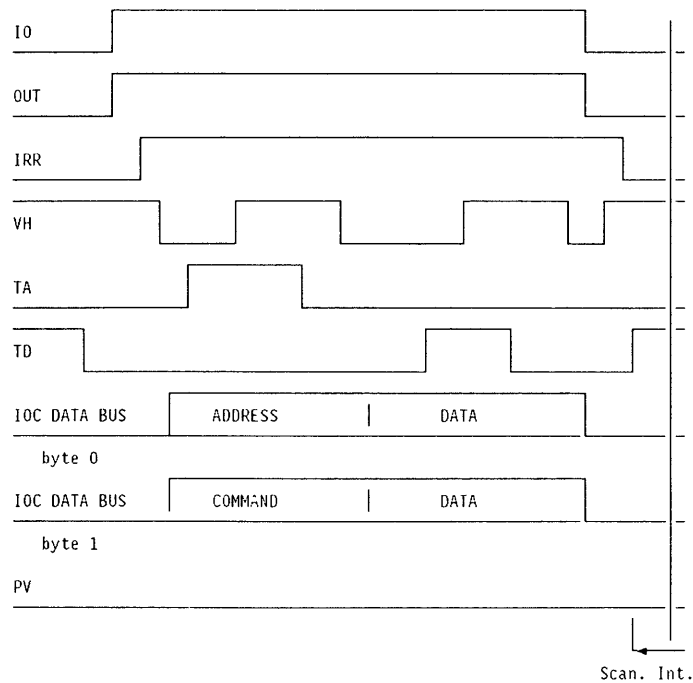 IO
OUT
IRR
VH
TA
TD
IOC DATA BUS ADDRESS DATA
byte 0
IOC DATA BUS COMMAND DATA
byte 1
PV
Scan. Int.